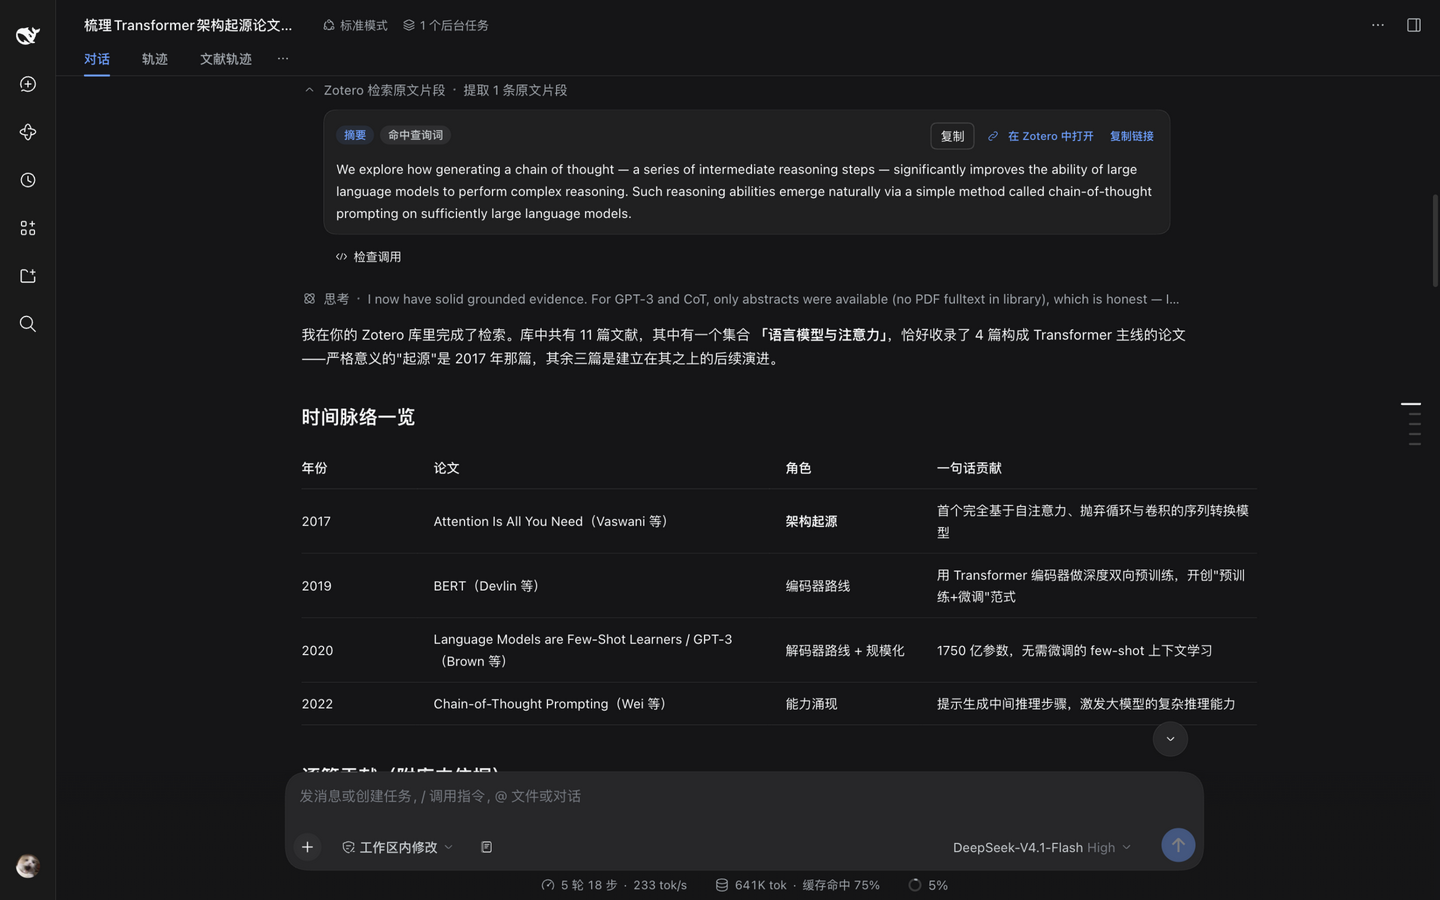 梳理 Transformer 架构起源论文...
标准模式
1 个后台任务
对话
轨迹
文献轨迹
Zotero 检索原文片段 · 提取 1 条原文片段
摘要
命中查询词
复制
在 Zotero 中打开
复制链接
We explore how generating a chain of thought — a series of intermediate reasoning steps — significantly improves the ability of large
language models to perform complex reasoning. Such reasoning abilities emerge naturally via a simple method called chain-of-thought
prompting on sufficiently large language models.
检查调用
思考 · I now have solid grounded evidence. For GPT-3 and CoT, only abstracts were available (no PDF fulltext in library), which is honest — I...
我在你的 Zotero 库里完成了检索。库中共有 11 篇文献，其中有一个集合 「语言模型与注意力」，恰好收录了 4 篇构成 Transformer 主线的论文
——严格意义的"起源"是 2017 年那篇，其余三篇是建立在其之上的后续演进。
时间脉络一览
年份 论文 角色 一句话贡献
2017 Attention Is All You Need（Vaswani 等） 架构起源 首个完全基于自注意力、抛弃循环与卷积的序列转换模
型
2019 BERT（Devlin 等） 编码器路线 用 Transformer 编码器做深度双向预训练，开创"预训
练+微调"范式
2020 Language Models are Few-Shot Learners / GPT-3
（Brown 等） 解码器路线 + 规模化 1750 亿参数，无需微调的 few-shot 上下文学习
2022 Chain-of-Thought Prompting（Wei 等） 能力涌现 提示生成中间推理步骤，激发大模型的复杂推理能力
发消息或创建任务, / 调用指令, @ 文件或对话
工作区内修改
DeepSeek-V4.1-Flash High
5 轮 18 步 · 233 tok/s
641K tok · 缓存命中 75%
5%